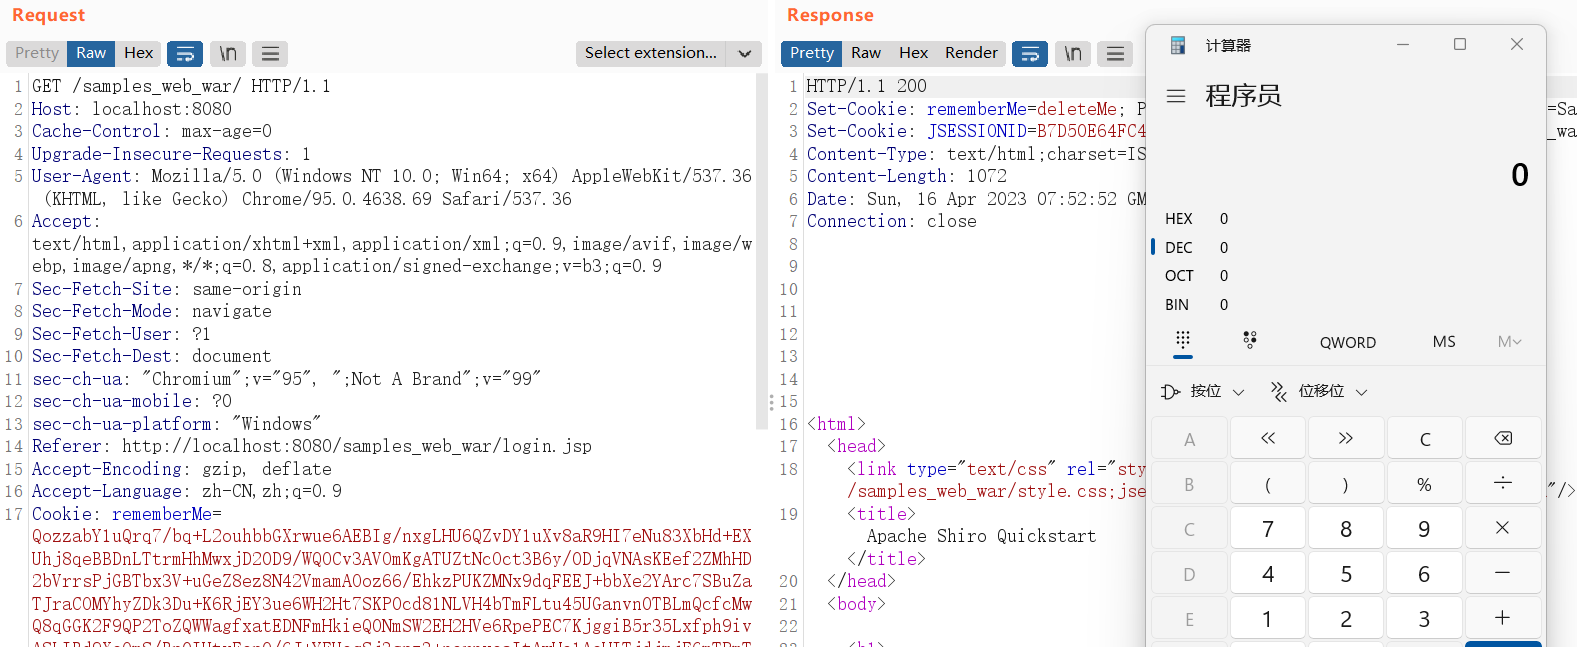 Request
Pretty Raw Hex \n Select extension...
1 GET /samples_web_war/ HTTP/1.1
2 Host: localhost:8080
3 Cache-Control: max-age=0
4 Upgrade-Insecure-Requests: 1
5 User-Agent: Mozilla/5.0 (Windows NT 10.0; Win64; x64) AppleWebKit/537.36
(KHTML, like Gecko) Chrome/95.0.4638.69 Safari/537.36
6 Accept:
text/html,application/xhtml+xml,application/xml;q=0.9,image/avif,image/w
ebp,image/apng,*/*;q=0.8,application/signed-exchange;v=b3;q=0.9
7 Sec-Fetch-Site: same-origin
8 Sec-Fetch-Mode: navigate
9 Sec-Fetch-User: ?1
10 Sec-Fetch-Dest: document
11 sec-ch-ua: "Chromium";v="95", ";Not A Brand";v="99"
12 sec-ch-ua-mobile: ?0
13 sec-ch-ua-platform: "Windows"
14 Referer: http://localhost:8080/samples_web_war/login.jsp
15 Accept-Encoding: gzip, deflate
16 Accept-Language: zh-CN,zh;q=0.9
17 Cookie: rememberMe=
QozzabY1uQrq7/bq+L2ouhbbGXrwue6AEBIg/nxgLHU6QZvDY1uXv8aR9HI7eNu83XbHd+EX
Uhj8qeBBDnLTtrmHhMwxjD2OD9/WQOCv3AVOmKgATUZtNcOct3B6y/ODjqVNAsKEef2ZMhHD
2bVrrsPjGBTbx3V+uGeZ8ez8N42VmamAOoz66/EhkzPUKZMNx9dqFEEJ+bbXe2YArc7SBuZa
TJraCOMYhyZDk3Du+K6RjEY3ue6WH2Ht7SKPOcd81NLVH4bTmFLtu45UGanvnOTBLmQcfcMw
Q8qGGK2F9QP2ToZQWWagfxatEDNFmHkieQONmSW2EH2HVe6RpePEC7KjggiB5r35Lxfph9iv
Response
Pretty Raw Hex Render \n
1 HTTP/1.1 200
2 Set-Cookie: rememberMe=deleteMe; P =Sa
3 Set-Cookie: JSESSIONID=B7D50E64FC4 _wa
4 Content-Type: text/html;charset=IS
5 Content-Length: 1072
6 Date: Sun, 16 Apr 2023 07:52:52 GM
7 Connection: close
8
9
10
11
12
13
14
15
16 <html>
17 <head>
18 <link type="text/css" rel="sty
/samples_web_war/style.css;jse "/>
19 <title>
Apache Shiro Quickstart
</title>
20 </head>
21 <body>
22
计算器
程序员
0
HEX 0
DEC 0
OCT 0
BIN 0
QWORD MS M
按位 位移位
A << >> C
B ( ) % ÷
C 7 8 9 ×
D 4 5 6 −
E 1 2 3 +